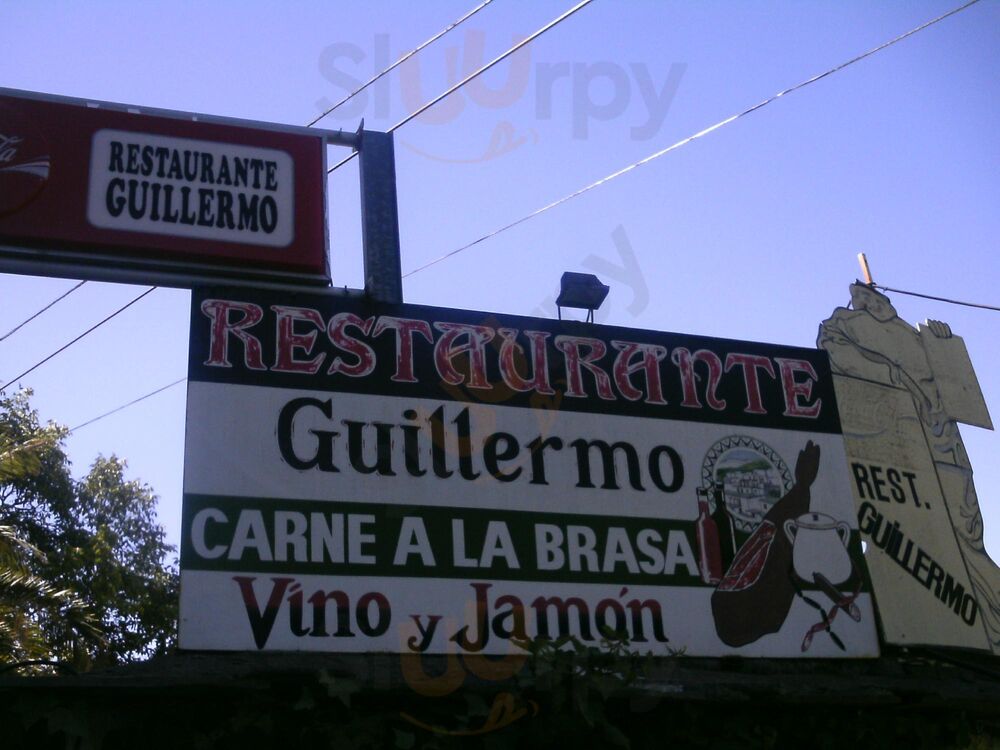 Slurpy
RESTAURANTE
GUILLERMO
RESTAURANTE
Guillermo
CARNE A LA BRASA
Vino y Jamón
REST.
GUILLERMO